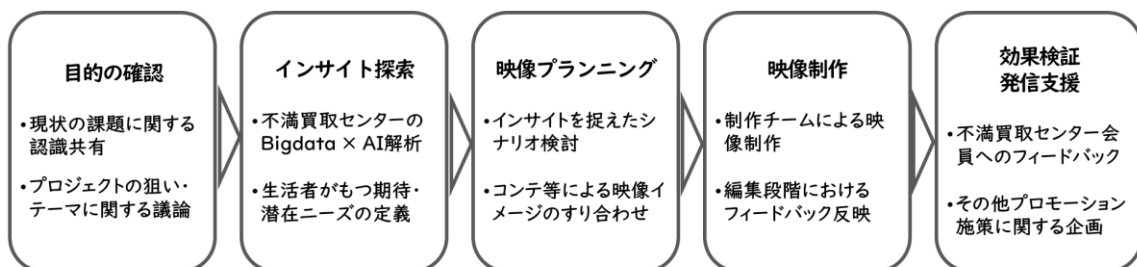 目的の確認
•現状の課題に関する
認識共有
•プロジェクトの狙い・
テーマに関する議論
インサイト探索
•不満買取センターの
Bigdata × AI解析
•生活者がもつ期待・
潜在ニーズの定義
映像プランニング
•インサイトを捉えたシ
ナリオ検討
•コンテ等による映像イ
メージのすり合わせ
映像制作
•制作チームによる映
像制作
•編集段階における
フィードバック反映
効果検証
発信支援
•不満買取センター会
員へのフィードバック
•その他プロモーション
施策に関する企画